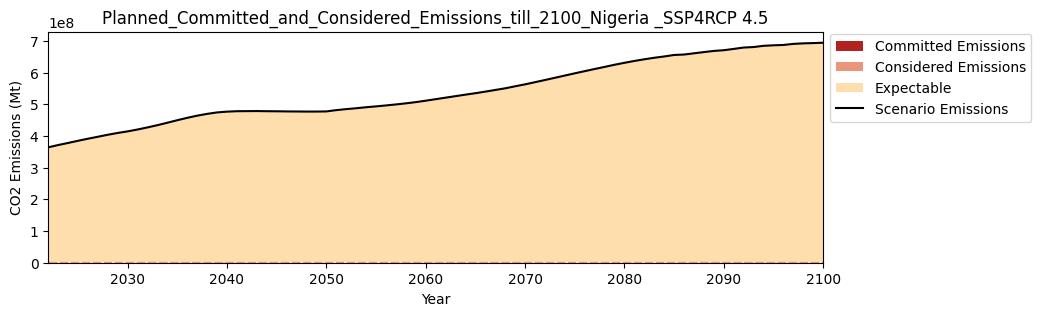 Planned_Committed_and_Considered_Emissions_till_2100_Nigeria _SSP4RCP 4.5
1e8
7
6
5
4
3
2
1
0
CO2 Emissions (Mt)
2030 2040 2050 2060 2070 2080 2090 2100
Year
Committed Emissions
Considered Emissions
Expectable
Scenario Emissions